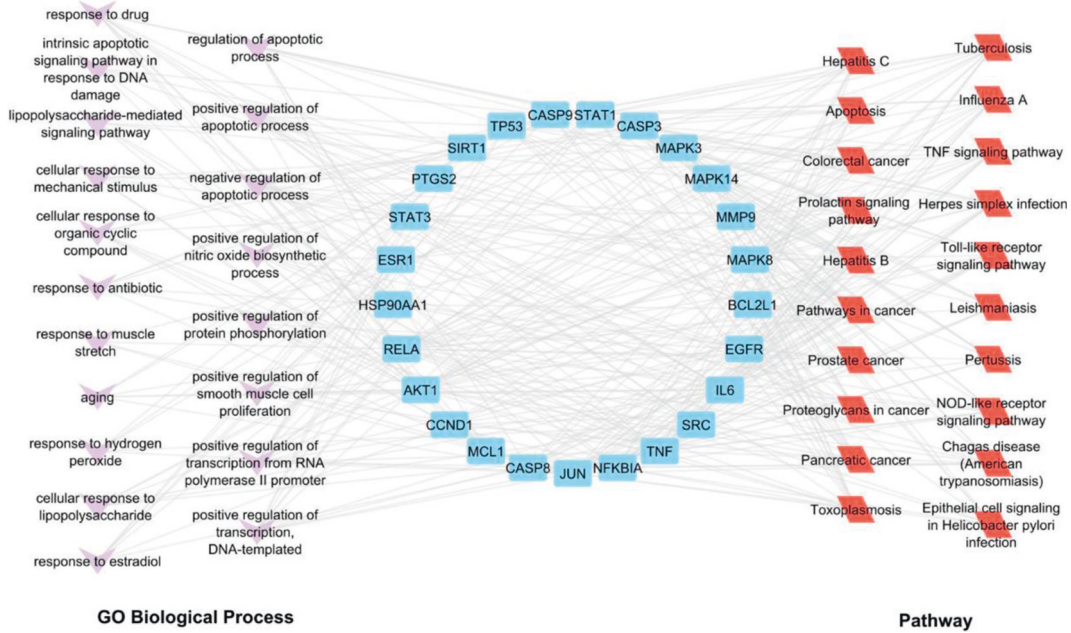 response to drug
intrinsic apoptotic
signaling pathway in
response to DNA
damage
lipopolysaccharide-mediated
signaling pathway
cellular response to
mechanical stimulus
cellular response to
organic cyclic
compound
response to antibiotic
response to muscle
stretch
aging
response to hydrogen
peroxide
cellular response to
lipopolysaccharide
response to estradiol
regulation of apoptotic
process
positive regulation of
apoptotic process
negative regulation of
apoptotic process
positive regulation of
nitric oxide biosynthetic
process
positive regulation of
protein phosphorylation
positive regulation of
smooth muscle cell
proliferation
positive regulation of
transcription from RNA
polymerase II promoter
positive regulation of
transcription,
DNA-templated
CASP9
STAT1
TP53
CASP3
SIRT1
MAPK3
PTGS2
MAPK14
STAT3
MMP9
ESR1
MAPK8
HSP90AA1
BCL2L1
RELA
EGFR
AKT1
IL6
CCND1
SRC
MCL1
TNF
CASP8
JUN
NFKBIA
Hepatitis C
Apoptosis
Colorectal cancer
Prolactin signaling
pathway
Hepatitis B
Pathways in cancer
Prostate cancer
Proteoglycans in cancer
Pancreatic cancer
Toxoplasmosis
Tuberculosis
Influenza A
TNF signaling pathway
Herpes simplex infection
Toll-like receptor
signaling pathway
Leishmaniasis
Pertussis
NOD-like receptor
signaling pathway
Chagas disease
(American
trypanosomiasis)
Epithelial cell signaling
in Helicobacter pylori
infection
GO Biological Process
Pathway